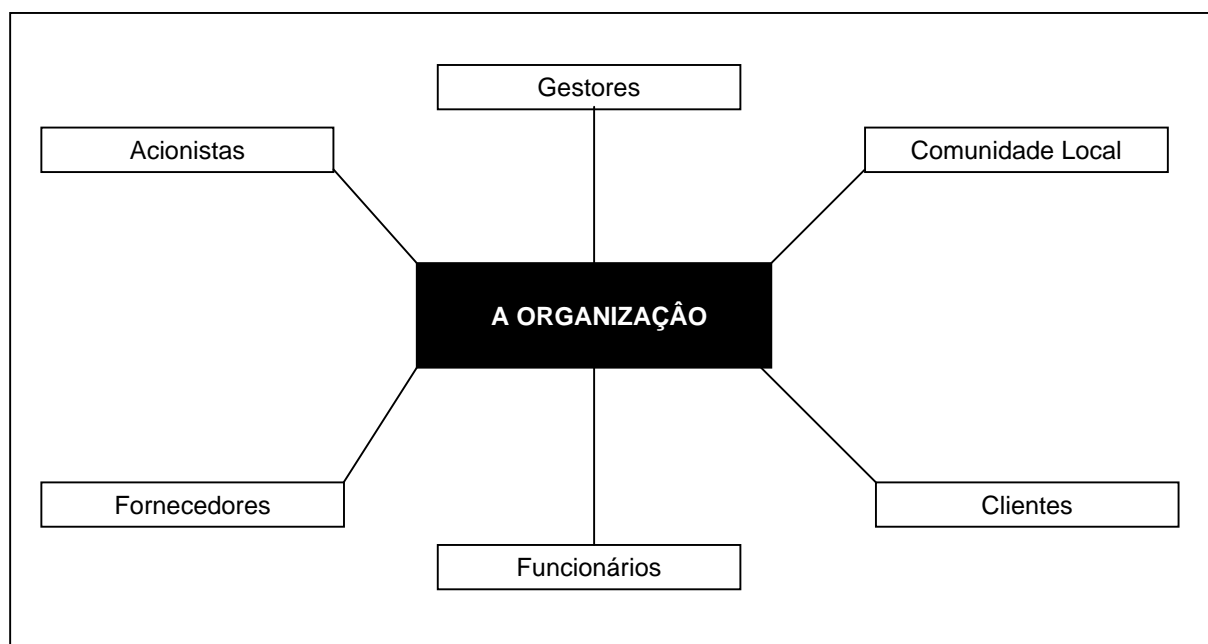 Gestores
Acionistas
Comunidade Local
A ORGANIZAÇÂO
Fornecedores
Clientes
Funcionários